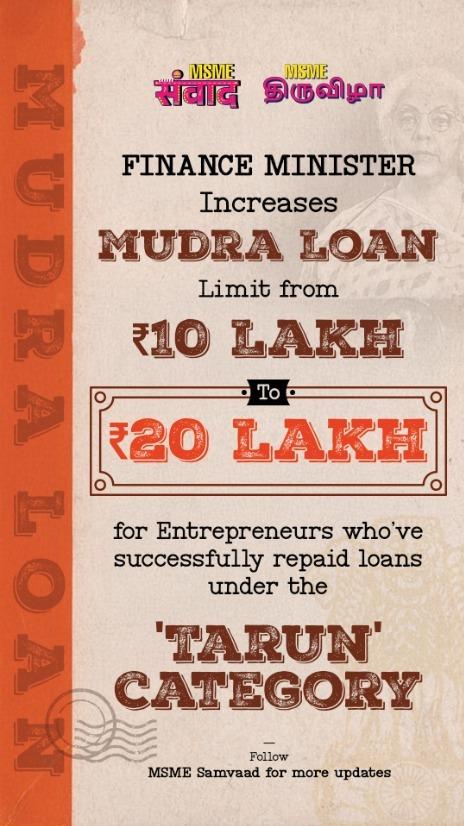 MSME
संवाद
MSME
திருவிழா
MUDRA LOAN
FINANCE MINISTER
Increases
MUDRA LOAN
Limit from
₹10 LAKH
To
₹20 LAKH
for Entrepreneurs who've
successfully repaid loans
under the
'TARUN'
CATEGORY
Follow
MSME Samvaad for more updates